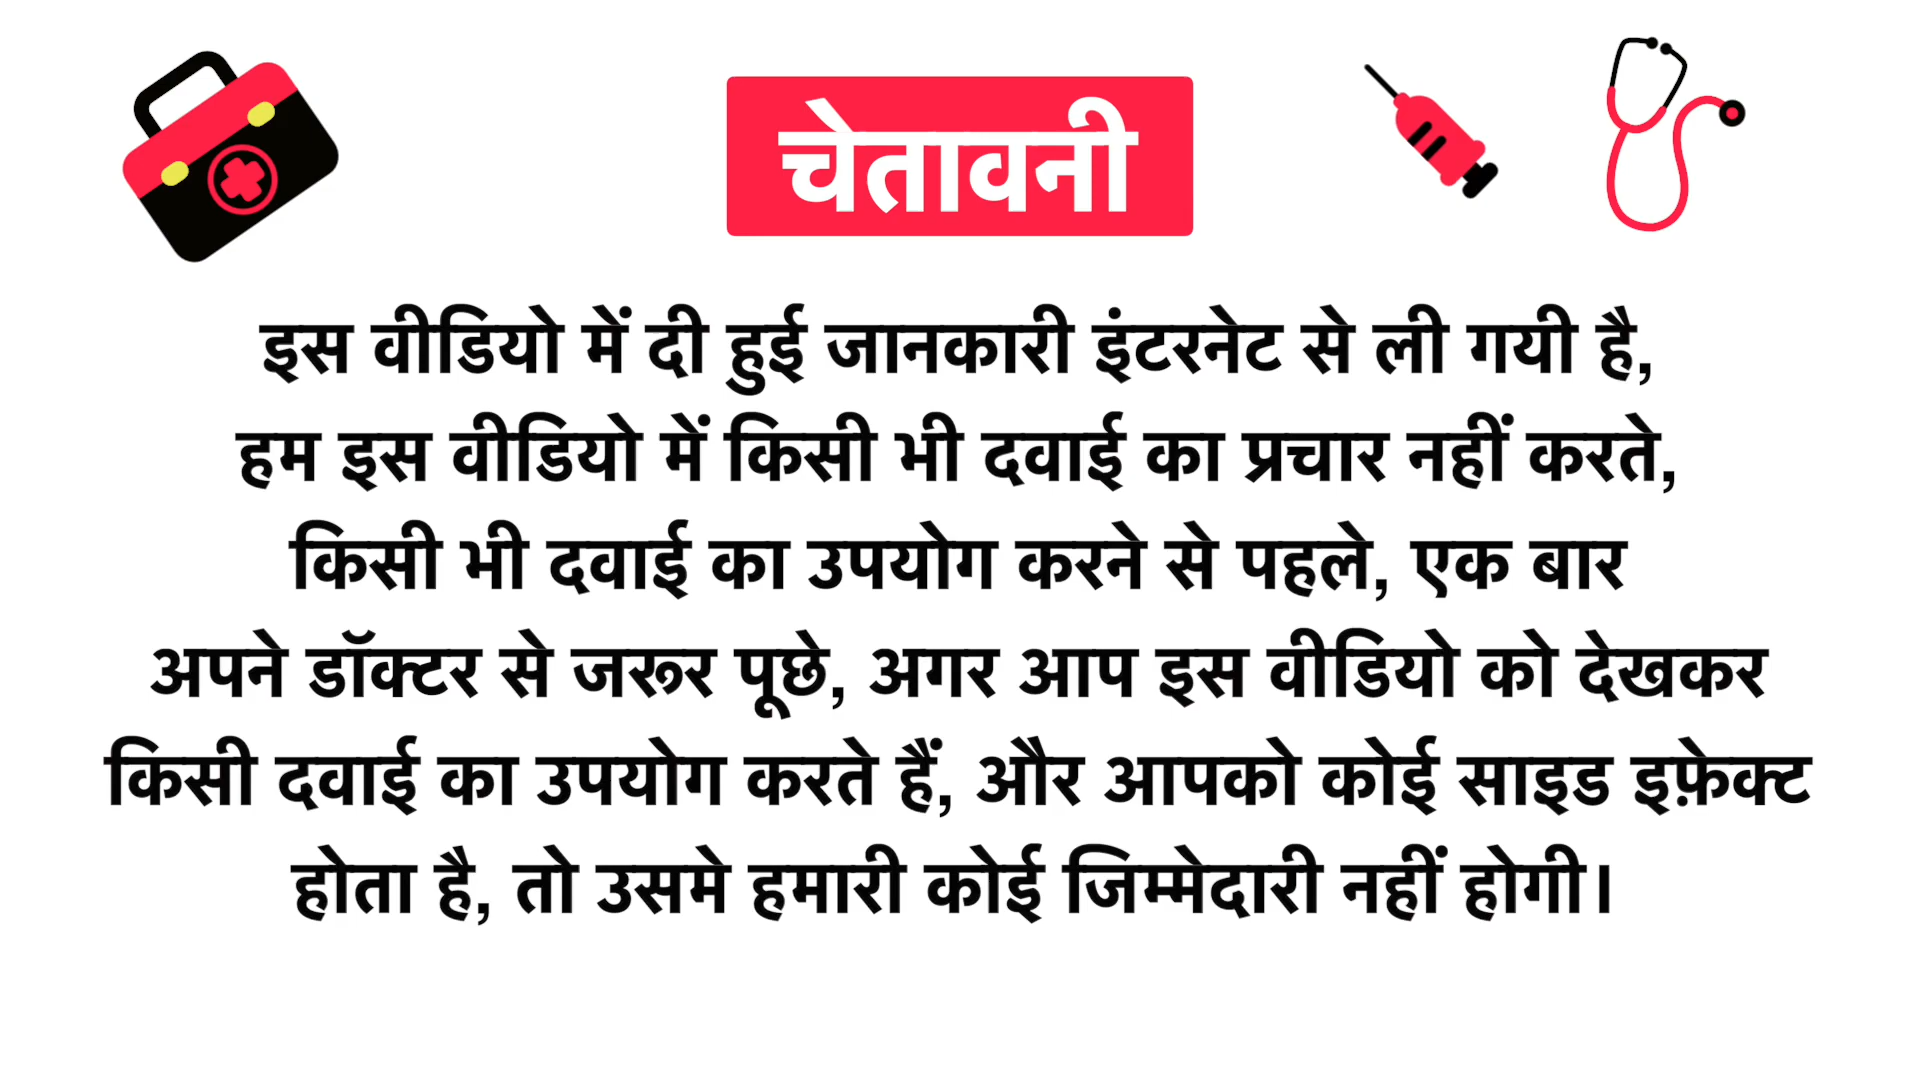 चेतावनी
इस वीडियो में दी हुई जानकारी इंटरनेट से ली गयी है,
हम इस वीडियो में किसी भी दवाई का प्रचार नहीं करते,
किसी भी दवाई का उपयोग करने से पहले, एक बार
अपने डॉक्टर से जरूर पूछे, अगर आप इस वीडियो को देखकर
किसी दवाई का उपयोग करते हैं, और आपको कोई साइड इफ़ेक्ट
होता है, तो उसमे हमारी कोई जिम्मेदारी नहीं होगी।